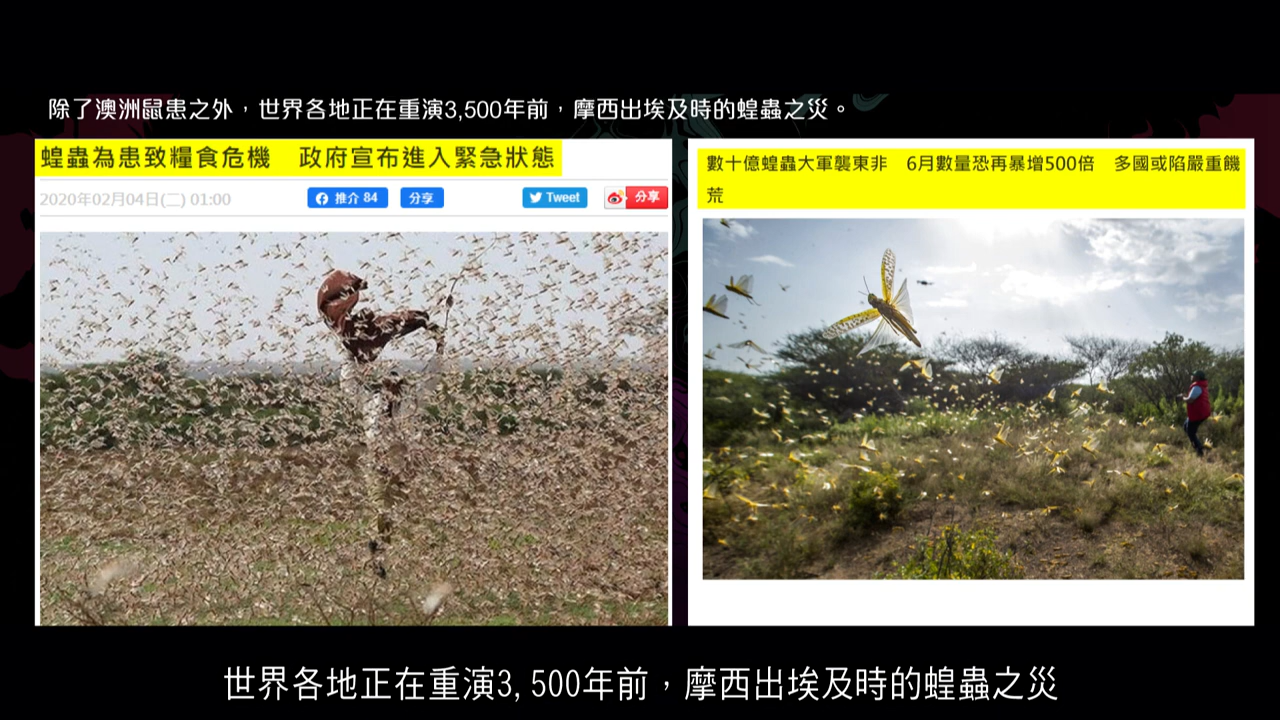 除了澳洲鼠患之外，世界各地正在重演3,500年前，摩西出埃及時的蝗蟲之災。
蝗蟲為患致糧食危機　政府宣布進入緊急狀態
2020年02月04日(二) 01:00
推介 84
分享
Tweet
分享
數十億蝗蟲大軍襲東非　6月數量恐再暴增500倍　多國或陷嚴重饑
荒
世界各地正在重演3,500年前，摩西出埃及時的蝗蟲之災